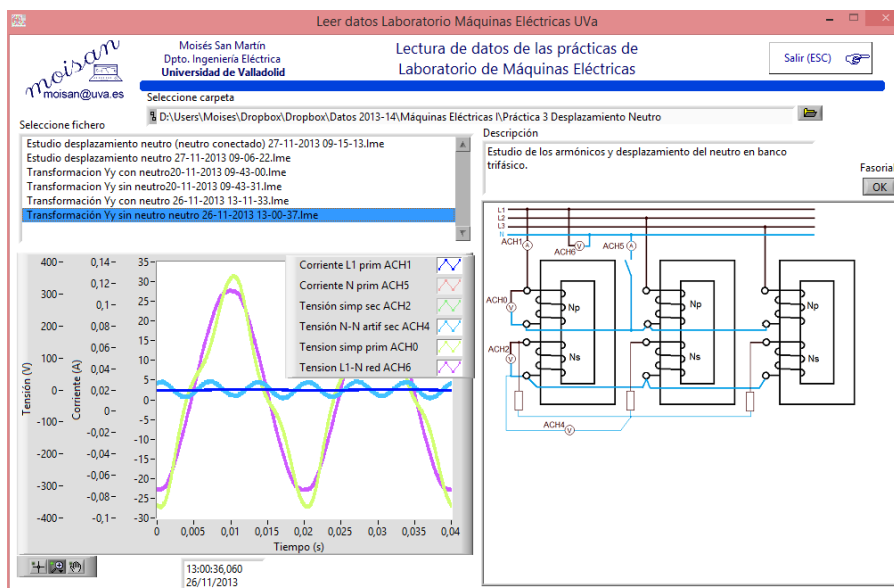 Leer datos Laboratorio Máquinas Eléctricas UVa
moisan
moisan@uva.es
Moisés San Martín
Dpto. Ingeniería Eléctrica
Universidad de Valladolid
Lectura de datos de las prácticas de
Laboratorio de Máquinas Eléctricas
Salir (ESC)
Seleccione carpeta
D:\Users\Moises\Dropbox\Dropbox\Datos 2013-14\Máquinas Eléctricas I\Práctica 3 Desplazamiento Neutro
Seleccione fichero
Estudio desplazamiento neutro (neutro conectado) 27-11-2013 09-15-13.lme
Estudio desplazamiento neutro 27-11-2013 09-06-22.lme
Transformacion Yy con neutro20-11-2013 09-43-00.lme
Transformacion Yy sin neutro20-11-2013 09-43-31.lme
Transformación Yy con neutro 26-11-2013 13-11-33.lme
Transformación Yy sin neutro neutro 26-11-2013 13-00-37.lme
Descripción
Estudio de los armónicos y desplazamiento del neutro en banco
trifásico.
Fasorial
OK
L1
L2
L3
N
ACH1
A
V
ACH6
ACH5
A
ACH0
V
Np
Np
Np
ACH2
V
Ns
Ns
Ns
ACH4
V
Tensión (V)
400
300
200
100
0
-100
-200
-300
-400
Corriente (A)
0,14
0,12
0,1
0,08
0,06
0,04
0,02
0
-0,02
-0,04
-0,06
-0,08
-0,1
35
30
25
20
15
10
5
0
-5
-10
-15
-20
-25
-30
Corriente L1 prim ACH1
Corriente N prim ACH5
Tensión simp sec ACH2
Tensión N-N artif sec ACH4
Tension simp prim ACH0
Tension L1-N red ACH6
0 0,005 0,01 0,015 0,02 0,025 0,03 0,035 0,04
Tiempo (s)
13:00:36,060
26/11/2013